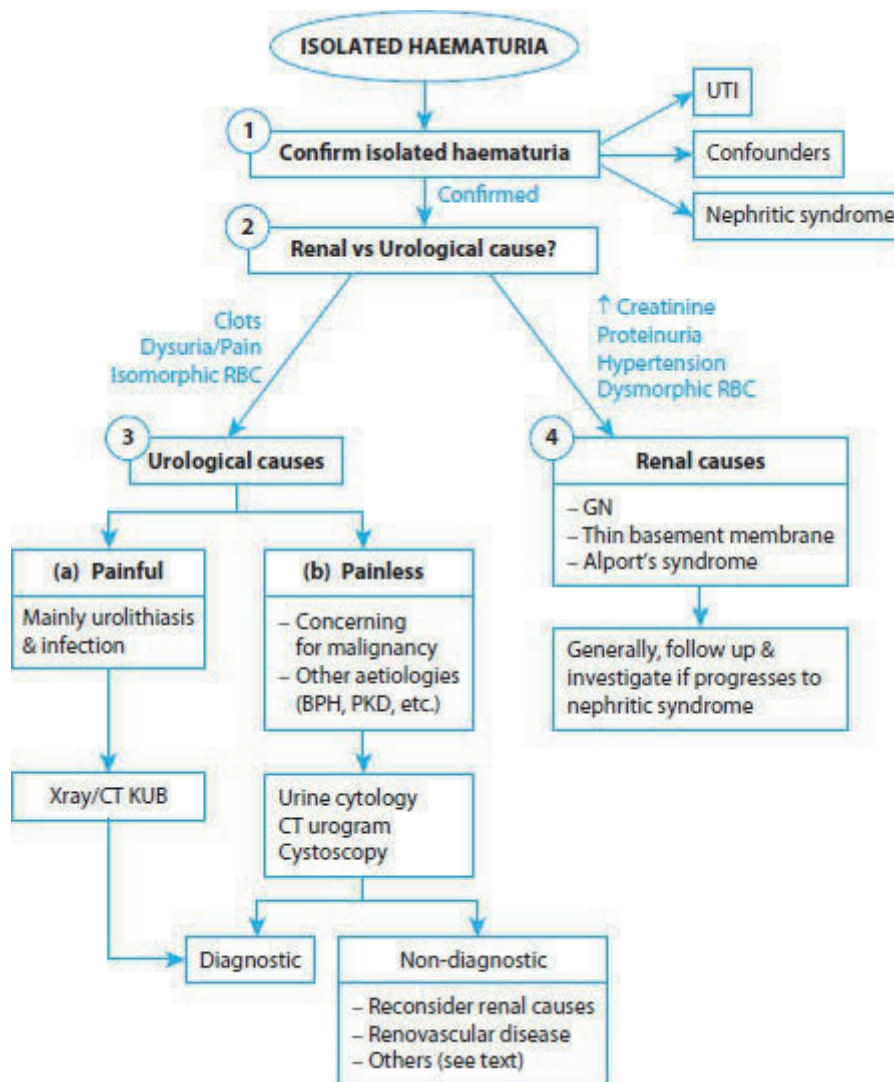 ISOLATED HAEMATURIA
1
Confirm isolated haematuria
UTI
Confounders
Nephritic syndrome
Confirmed
2
Renal vs Urological cause?
Clots
Dysuria/Pain
Isomorphic RBC
↑ Creatinine
Proteinuria
Hypertension
Dysmorphic RBC
3
Urological causes
4
Renal causes
– GN
– Thin basement membrane
– Alport's syndrome
(a) Painful
Mainly urolithiasis
& infection
(b) Painless
– Concerning
for malignancy
– Other aetiologies
(BPH, PKD, etc.)
Generally, follow up &
investigate if progresses to
nephritic syndrome
Xray/CT KUB
Urine cytology
CT urogram
Cystoscopy
Diagnostic
Non-diagnostic
– Reconsider renal causes
– Renovascular disease
– Others (see text)